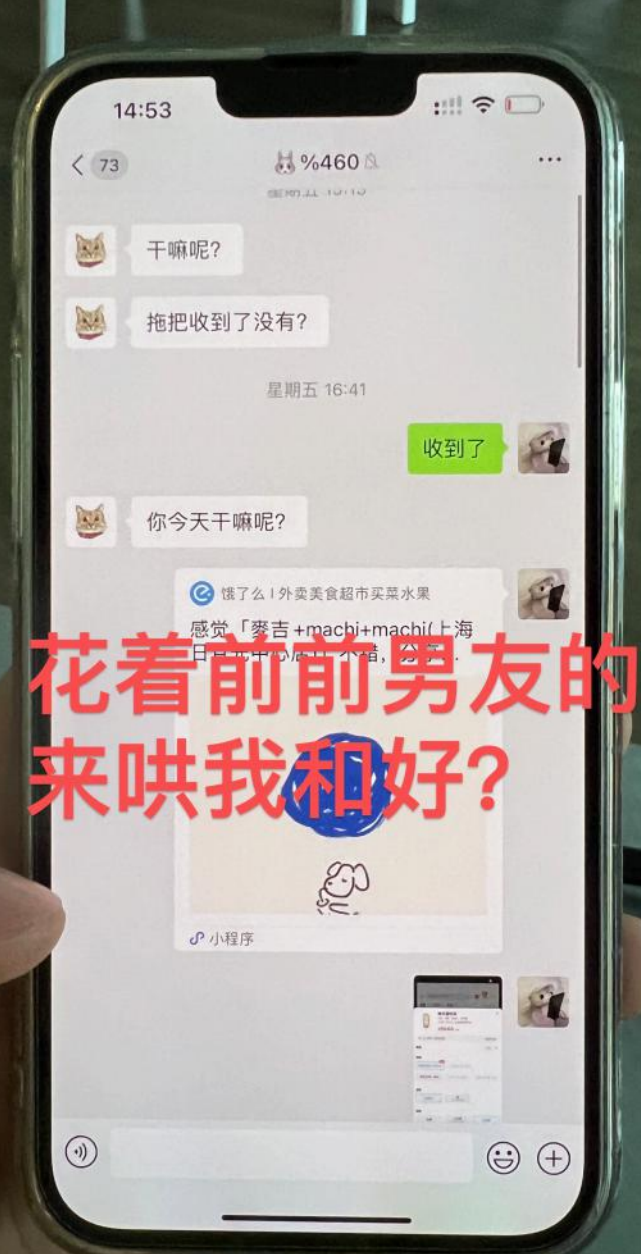 14:53
73
%460
干嘛呢?
拖把收到了没有?
星期五 16:41
收到了
你今天干嘛呢?
饿了么 | 外卖美食超市买菜水果
感觉「麥吉+machi+machi(上海
花着前前男友的
来哄我和好?
小程序